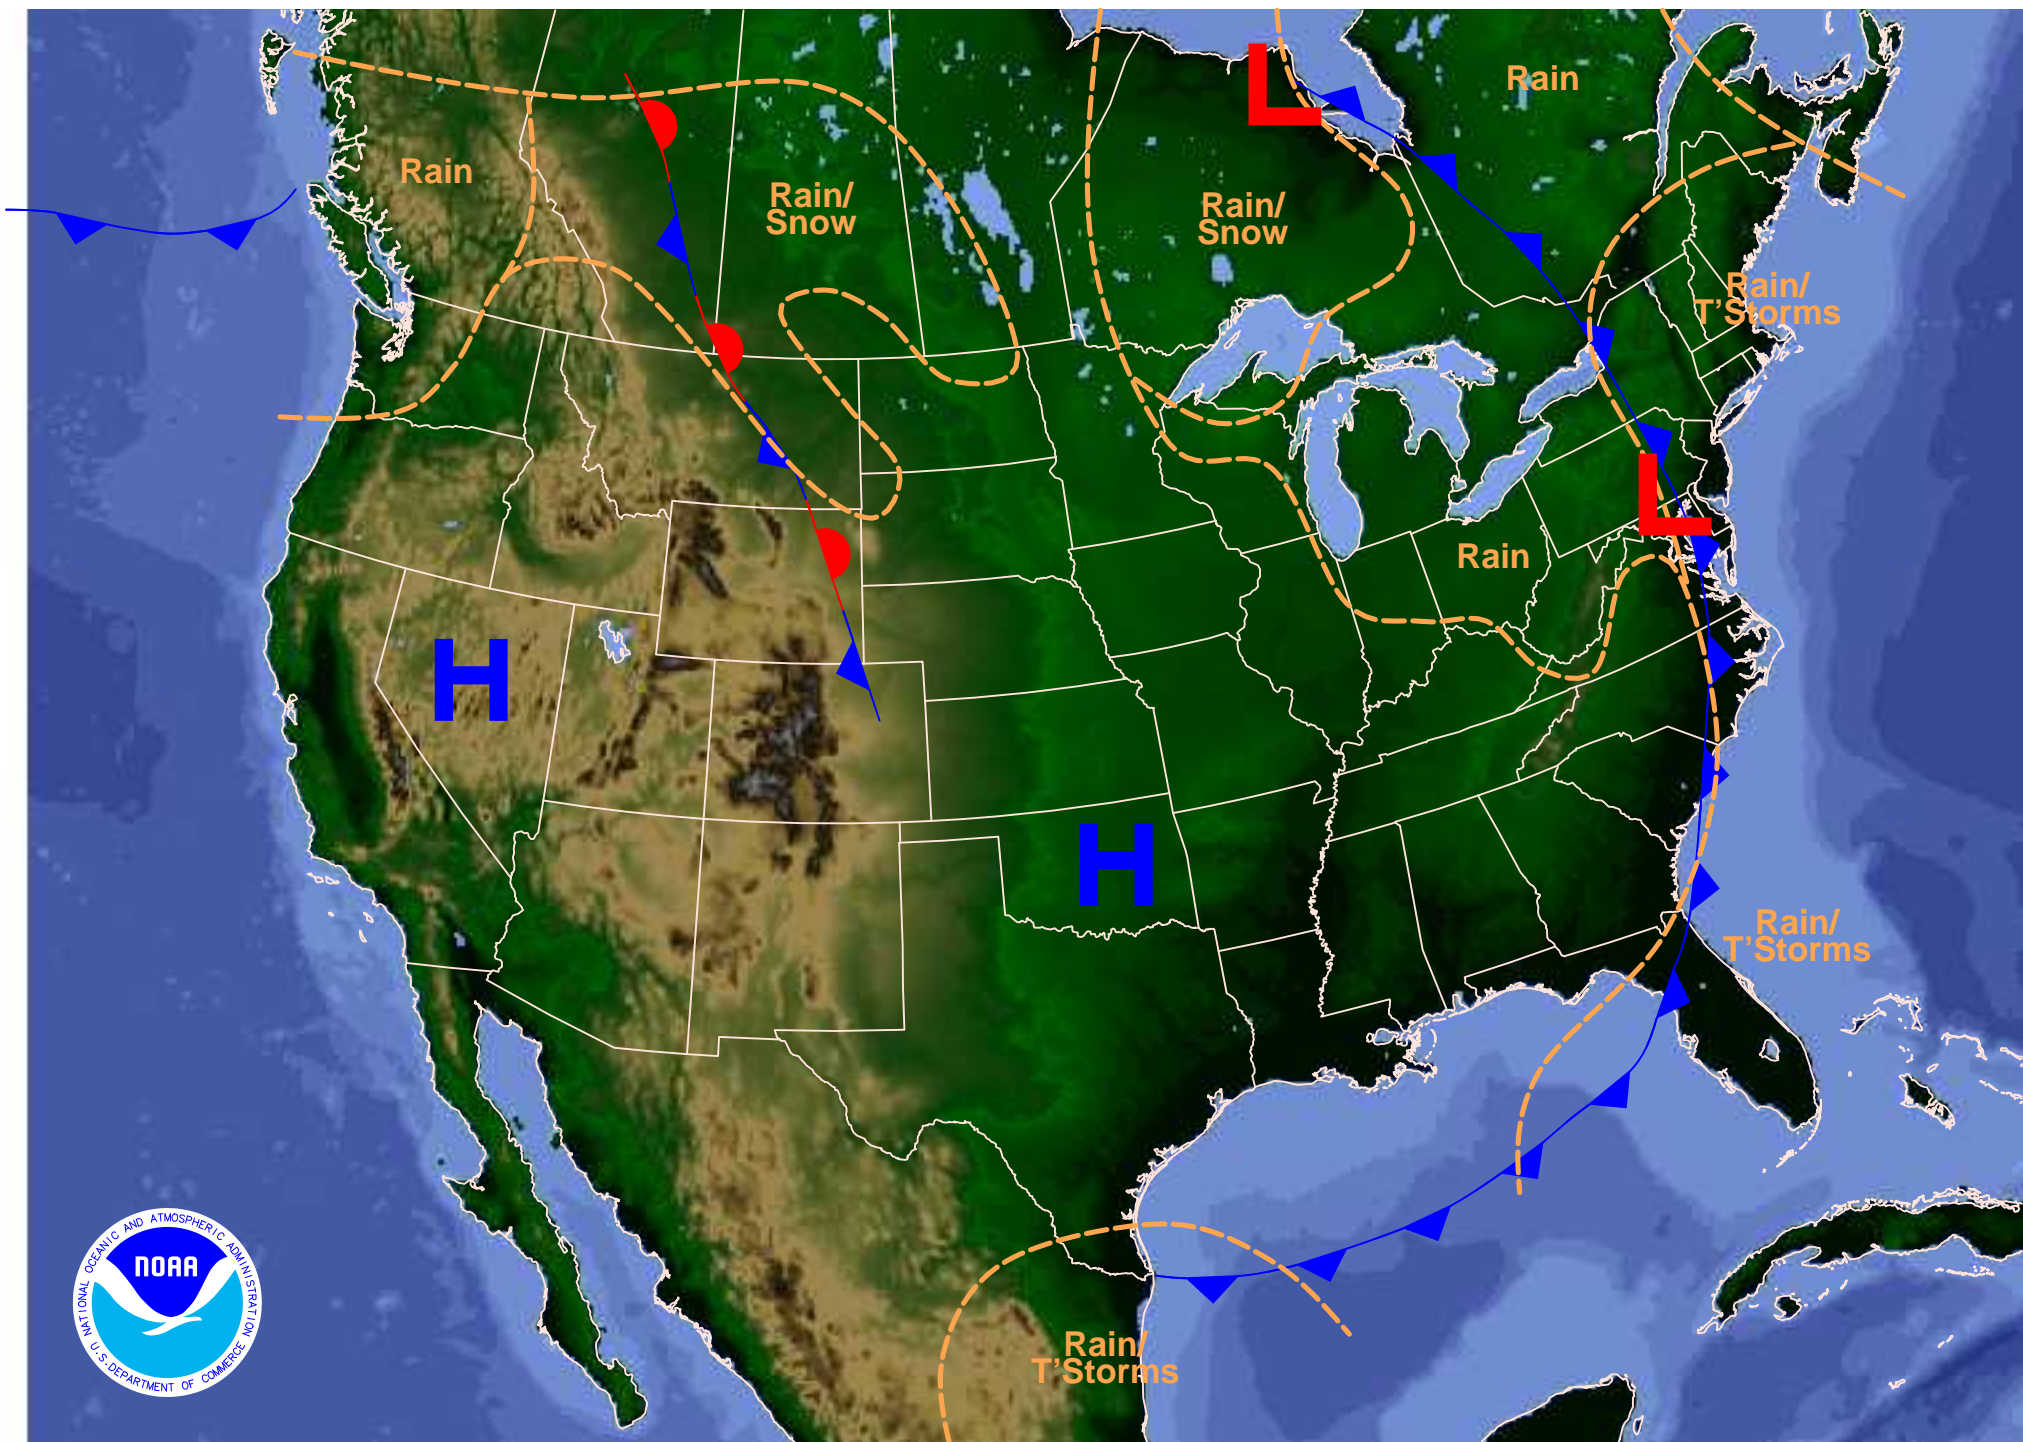 Rain
Rain
Rain/
Snow
Rain/
Snow
Rain/
T'Storms
L
L
Rain
H
H
Rain/
T'Storms
Rain/
T'Storms
NATIONAL OCEANIC AND ATMOSPHERIC ADMINISTRATION
NOAA
U.S. DEPARTMENT OF COMMERCE